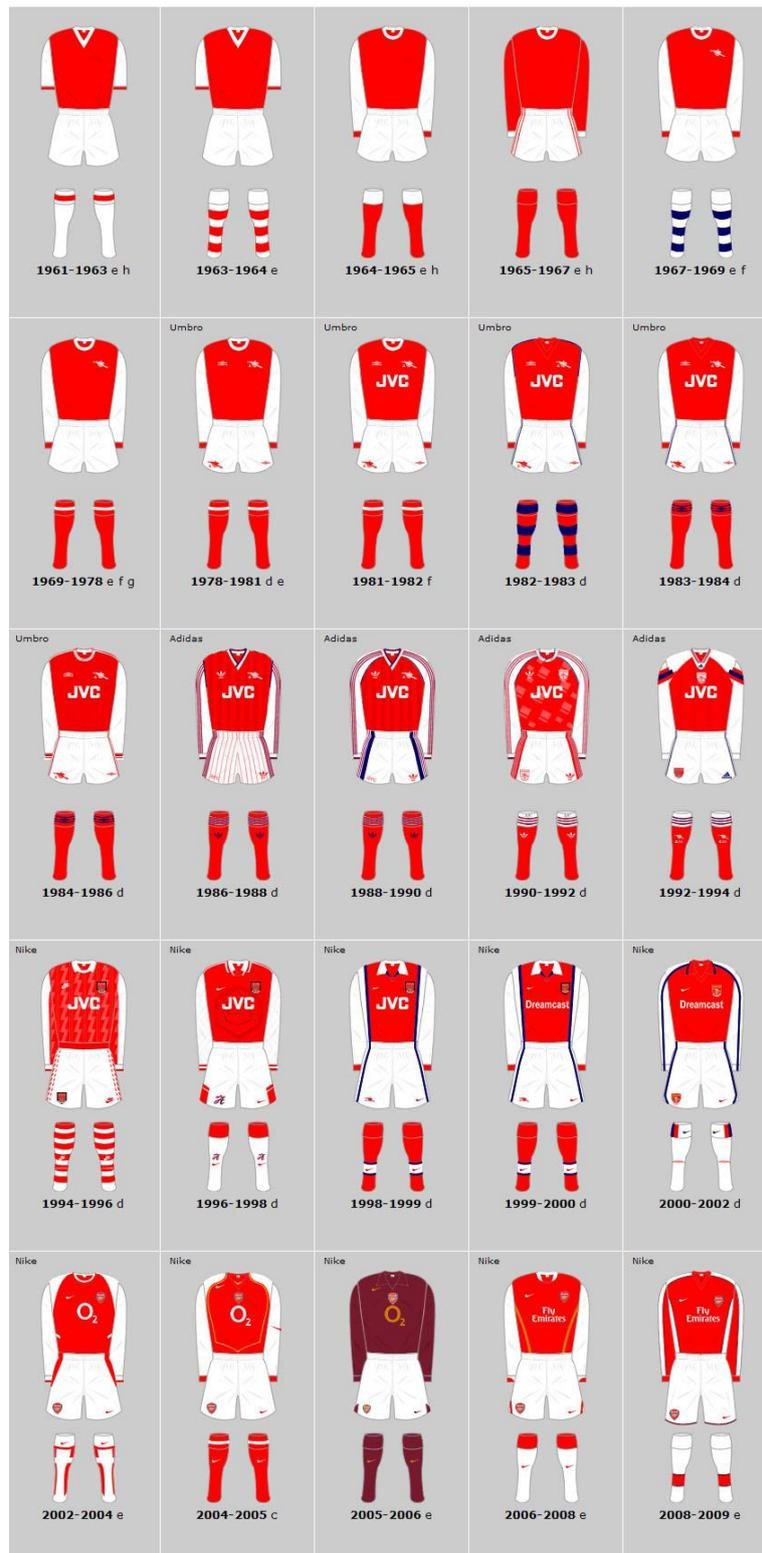 1961-1963 e h
1963-1964 e
1964-1965 e h
1965-1967 e h
1967-1969 e f
Umbro
Umbro
Umbro
Umbro
JVC
JVC
JVC
1969-1978 e f g
1978-1981 d e
1981-1982 f
1982-1983 d
1983-1984 d
Umbro
Adidas
Adidas
Adidas
Adidas
JVC
JVC
JVC
JVC
JVC
1984-1986 d
1986-1988 d
1988-1990 d
1990-1992 d
1992-1994 d
Nike
Nike
Nike
Nike
Nike
JVC
JVC
JVC
Dreamcast
Dreamcast
1994-1996 d
1996-1998 d
1998-1999 d
1999-2000 d
2000-2002 d
Nike
Nike
Nike
Nike
Nike
O2
O2
O2
Fly
Emirates
Fly
Emirates
2002-2004 e
2004-2005 c
2005-2006 e
2006-2008 e
2008-2009 e